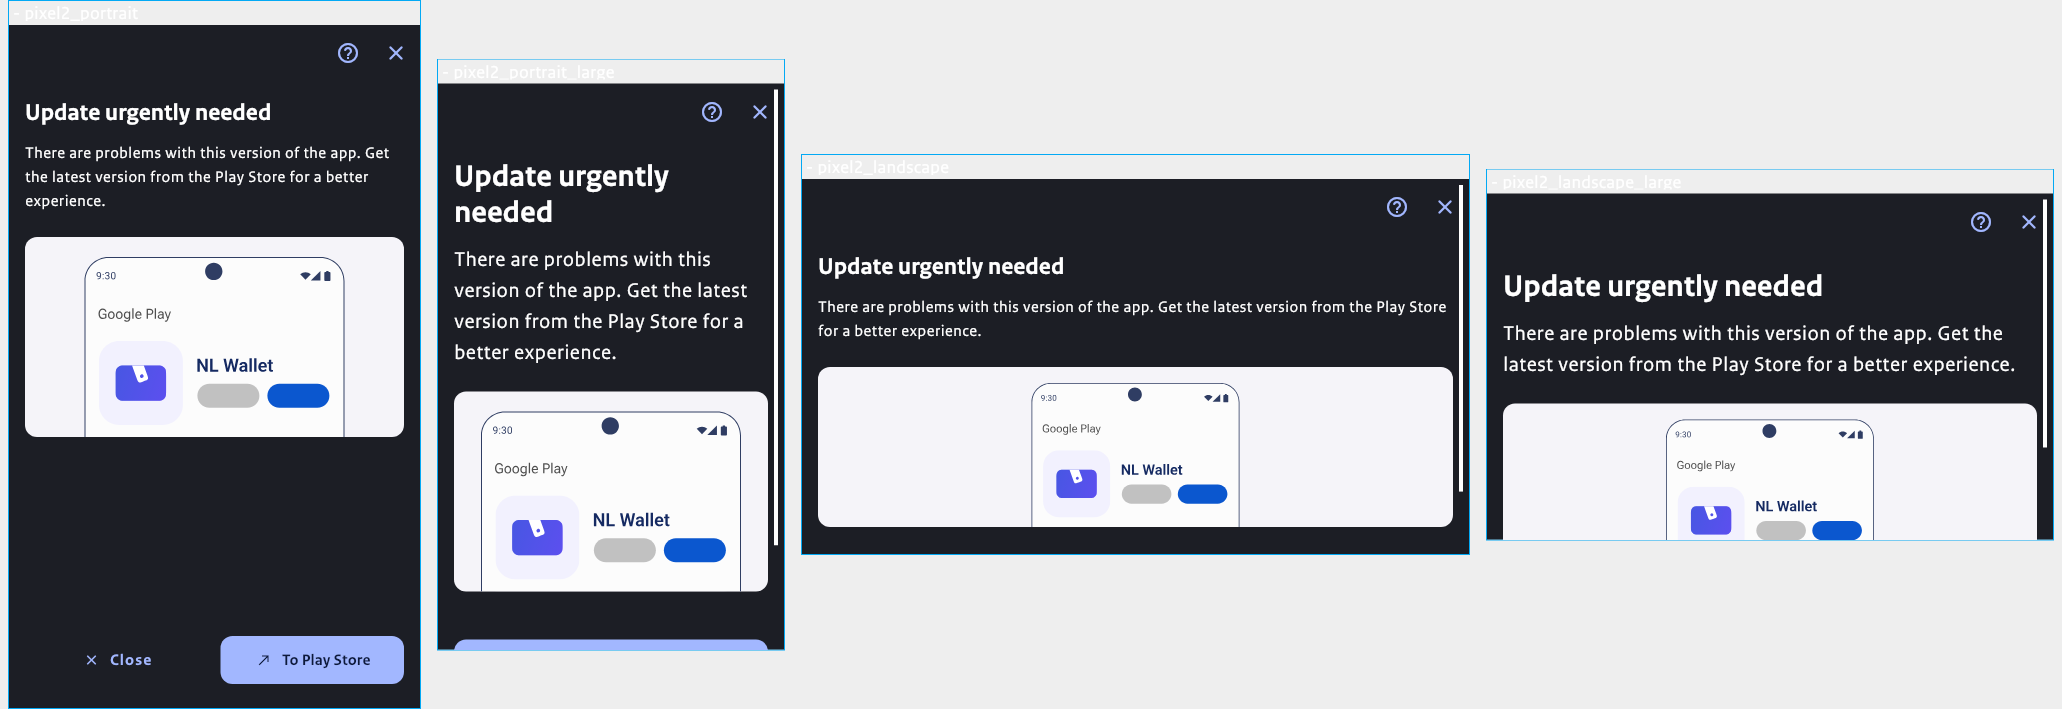 - pixel2_portrait
Update urgently needed
There are problems with this version of the app. Get
the latest version from the Play Store for a better
experience.
9:30
Google Play
NL Wallet
Close
To Play Store
- pixel2_portrait_large
Update urgently
needed
There are problems with this
version of the app. Get the latest
version from the Play Store for a
better experience.
9:30
Google Play
NL Wallet
- pixel2_landscape
Update urgently needed
There are problems with this version of the app. Get the latest version from the Play Store
for a better experience.
9:30
Google Play
NL Wallet
- pixel2_landscape_large
Update urgently needed
There are problems with this version of the app. Get the
latest version from the Play Store for a better experience.
9:30
Google Play
NL Wallet